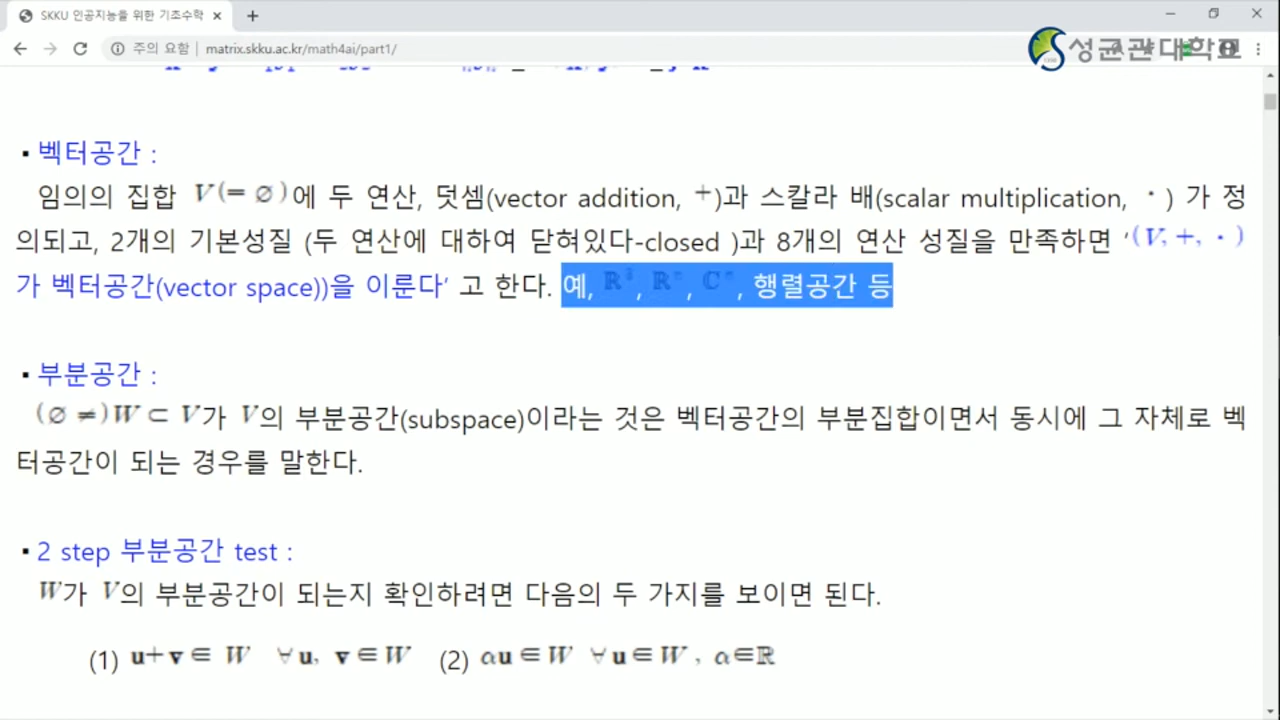 SKKU 인공지능을 위한 기초수학
주의 요함 | matrix.skku.ac.kr/math4ai/part1/
성균관대학교
▪ 벡터공간 :
임의의 집합 V(= ∅)에 두 연산, 덧셈(vector addition, +)과 스칼라 배(scalar multiplication, · ) 가 정
의되고, 2개의 기본성질 (두 연산에 대하여 닫혀있다-closed )과 8개의 연산 성질을 만족하면 ‘(V, +, · )
가 벡터공간(vector space))을 이룬다’ 고 한다. 예, ℝ³, ℝⁿ, ℂⁿ, 행렬공간 등
▪ 부분공간 :
(∅ ≠)W ⊂ V가 V의 부분공간(subspace)이라는 것은 벡터공간의 부분집합이면서 동시에 그 자체로 벡
터공간이 되는 경우를 말한다.
▪ 2 step 부분공간 test :
W가 V의 부분공간이 되는지 확인하려면 다음의 두 가지를 보이면 된다.
(1) u+v ∈ W ∀ u, v ∈ W (2) αu ∈ W ∀ u ∈ W , α∈ℝ